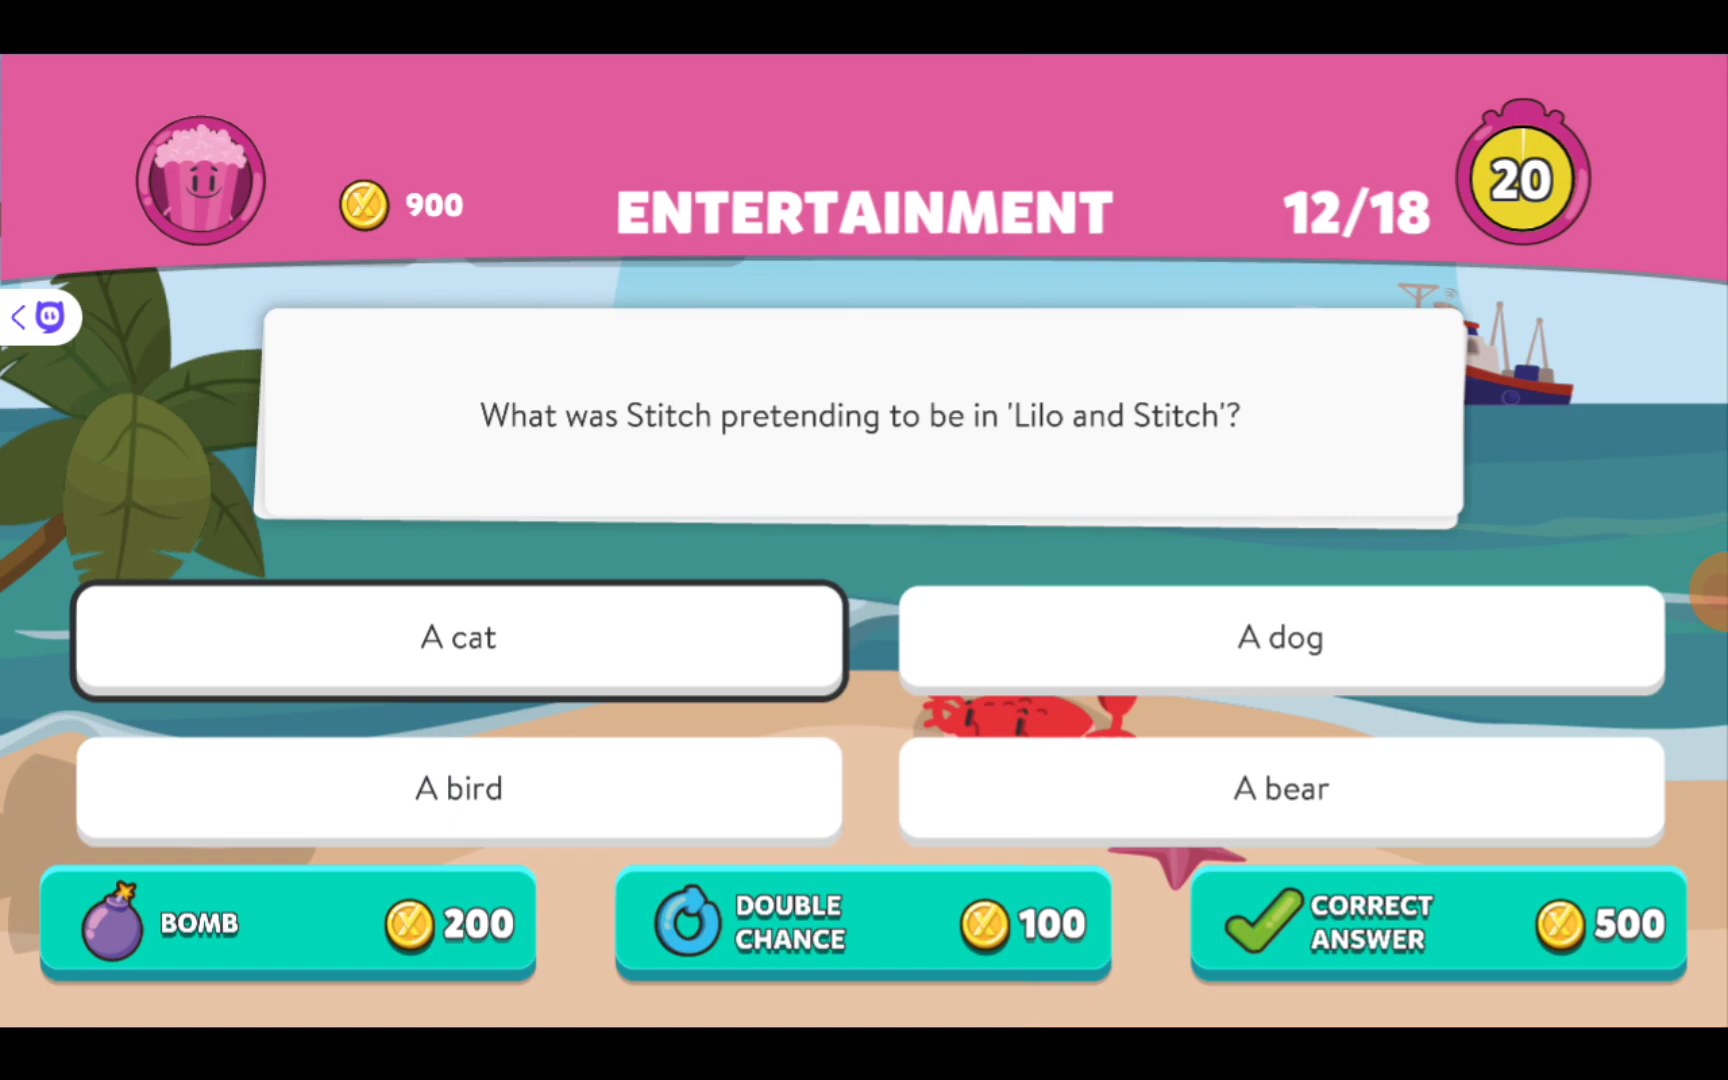 900
ENTERTAINMENT
12/18
20
What was Stitch pretending to be in 'Lilo and Stitch'?
A cat
A dog
A bird
A bear
BOMB
200
DOUBLE
CHANCE
100
CORRECT
ANSWER
500